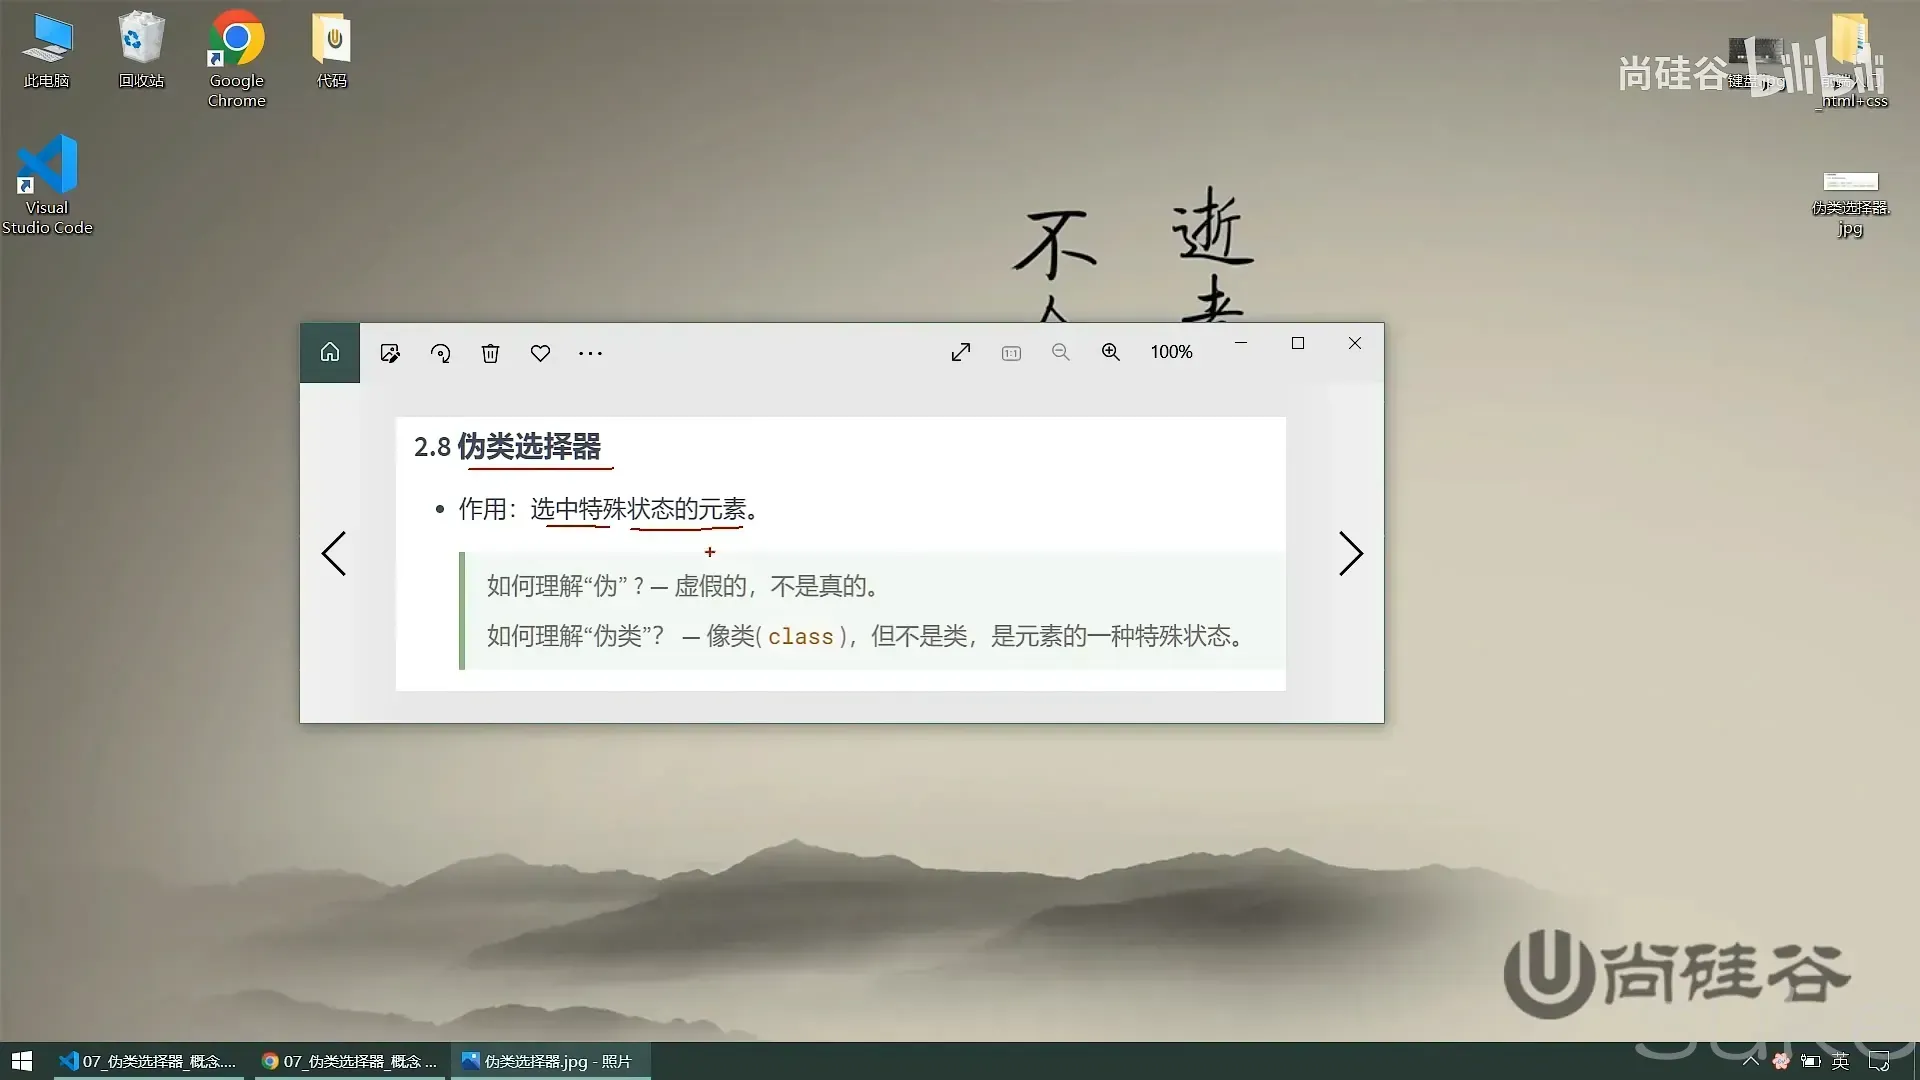 此电脑
回收站
Google
Chrome
代码
尚硅谷 bilibili
键盘.jpg
_html+css
Visual
Studio Code
伪类选择器.
jpg
不
逝
者
100%
2.8 伪类选择器
• 作用：选中特殊状态的元素。
如何理解“伪” ? — 虚假的，不是真的。
如何理解“伪类”？ — 像类( class )，但不是类，是元素的一种特殊状态。
尚硅谷
07_伪类选择器_概念....
07_伪类选择器_概念 ...
伪类选择器.jpg - 照片
英